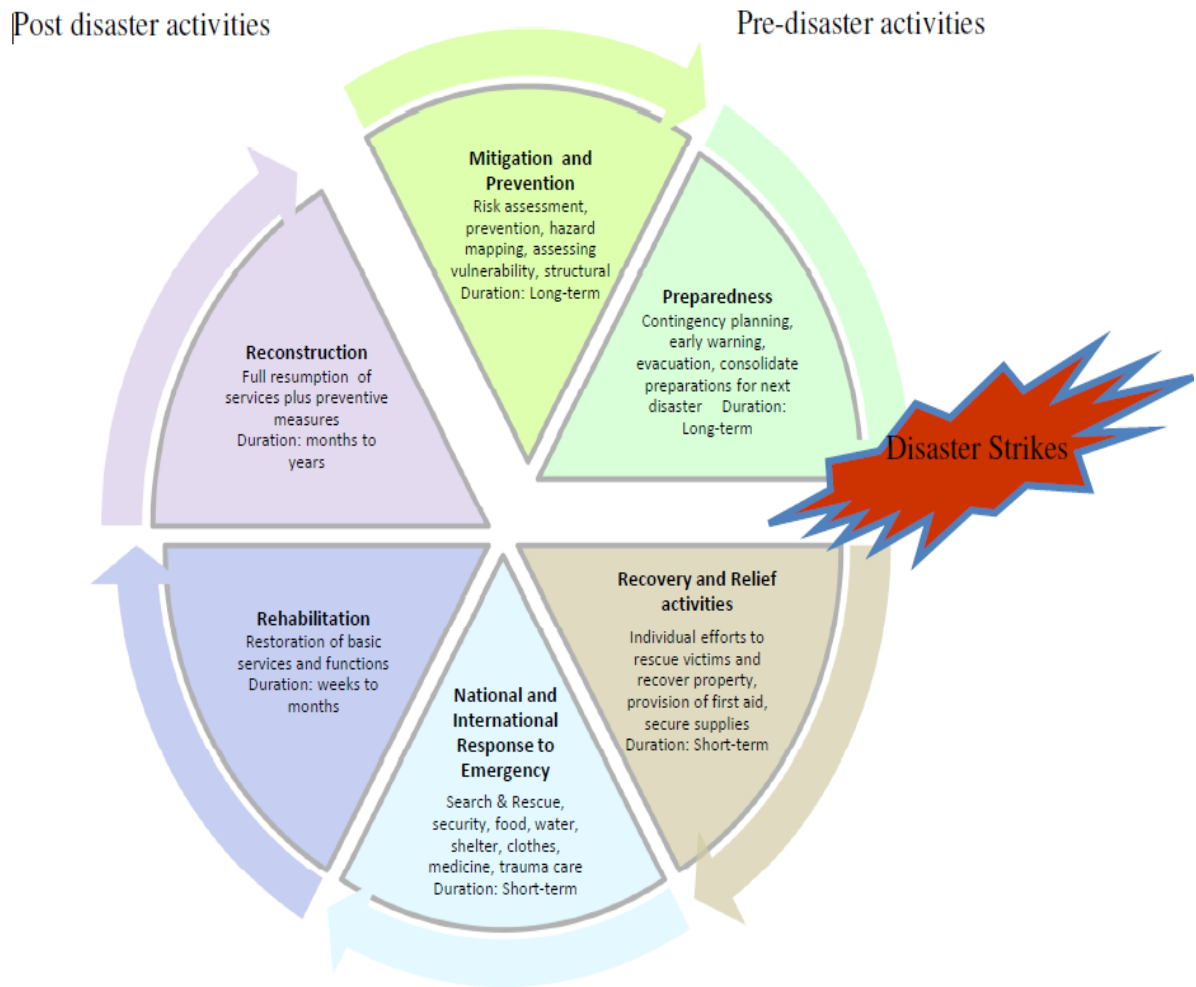 Post disaster activities
Pre-disaster activities
Mitigation and
Prevention
Risk assessment,
prevention, hazard
mapping, assessing
vulnerability, structural
Duration: Long-term
Preparedness
Contingency planning,
early warning,
evacuation, consolidate
preparations for next
disaster Duration:
Long-term
Disaster Strikes
Recovery and Relief
activities
Individual efforts to
rescue victims and
recover property,
provision of first aid,
secure supplies
Duration: Short-term
National and
International
Response to
Emergency
Search & Rescue,
security, food, water,
shelter, clothes,
medicine, trauma care
Duration: Short-term
Rehabilitation
Restoration of basic
services and functions
Duration: weeks to
months
Reconstruction
Full resumption of
services plus preventive
measures
Duration: months to
years